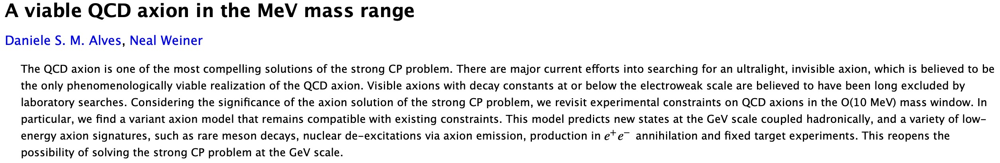 A viable QCD axion in the MeV mass range
Daniele S. M. Alves, Neal Weiner
The QCD axion is one of the most compelling solutions of the strong CP problem. There are major current efforts into searching for an ultralight, invisible axion, which is believed to be
the only phenomenologically viable realization of the QCD axion. Visible axions with decay constants at or below the electroweak scale are believed to have been long excluded by
laboratory searches. Considering the significance of the axion solution of the strong CP problem, we revisit experimental constraints on QCD axions in the O(10 MeV) mass window. In
particular, we find a variant axion model that remains compatible with existing constraints. This model predicts new states at the GeV scale coupled hadronically, and a variety of low-
energy axion signatures, such as rare meson decays, nuclear de-excitations via axion emission, production in e⁺e⁻ annihilation and fixed target experiments. This reopens the
possibility of solving the strong CP problem at the GeV scale.